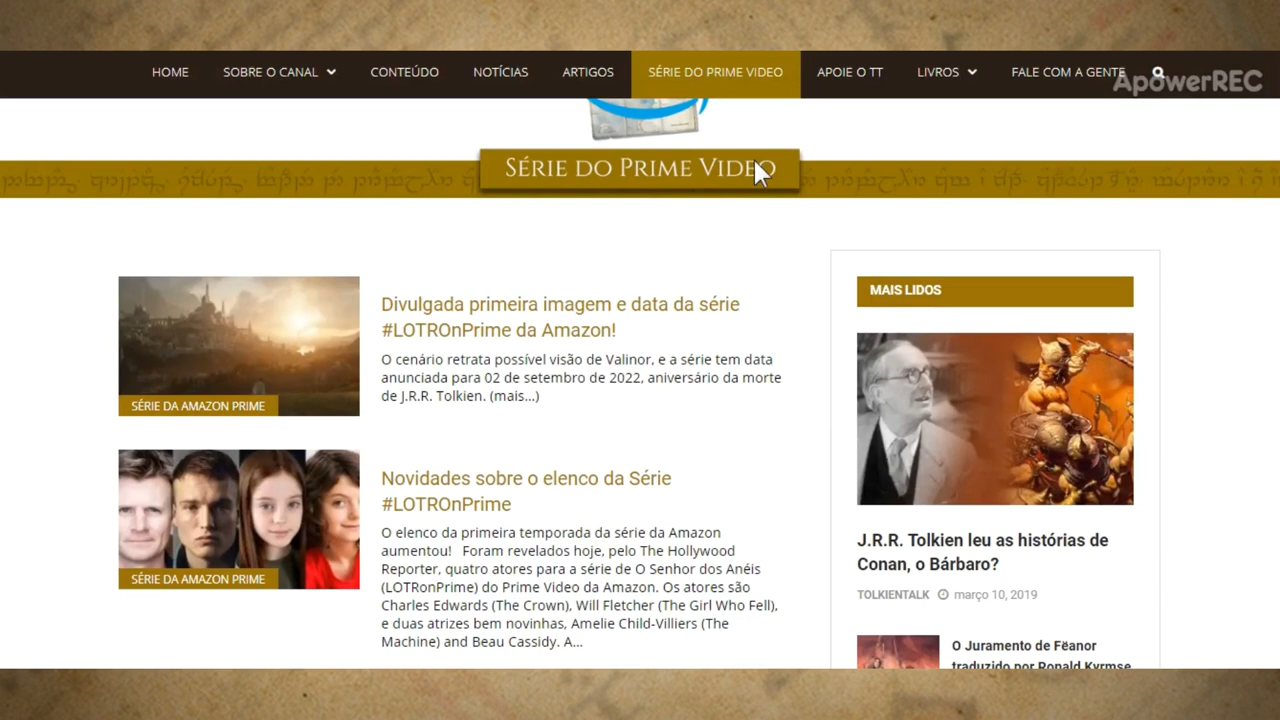 HOME
SOBRE O CANAL
CONTEÚDO
NOTÍCIAS
ARTIGOS
SÉRIE DO PRIME VIDEO
APOIE O TT
LIVROS
FALE COM A GENTE
ApowerREC
SÉRIE DO PRIME VIDEO
SÉRIE DA AMAZON PRIME
Divulgada primeira imagem e data da série
#LOTROnPrime da Amazon!
O cenário retrata possível visão de Valinor, e a série tem data
anunciada para 02 de setembro de 2022, aniversário da morte
de J.R.R. Tolkien. (mais...)
SÉRIE DA AMAZON PRIME
Novidades sobre o elenco da Série
#LOTROnPrime
O elenco da primeira temporada da série da Amazon
aumentou!   Foram revelados hoje, pelo The Hollywood
Reporter, quatro atores para a série de O Senhor dos Anéis
(LOTRonPrime) do Prime Video da Amazon. Os atores são
Charles Edwards (The Crown), Will Fletcher (The Girl Who Fell),
e duas atrizes bem novinhas, Amelie Child-Villiers (The
Machine) and Beau Cassidy. A...
MAIS LIDOS
J.R.R. Tolkien leu as histórias de
Conan, o Bárbaro?
TOLKIENTALK março 10, 2019
O Juramento de Fëanor
traduzido por Ronald Kyrmse